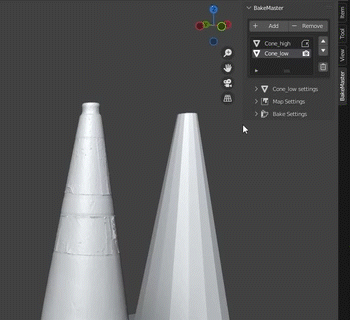 BakeMaster
+ Add
— Remove
Cone_high
Cone_low
Cone_low settings
Map Settings
Bake Settings
Item
Tool
View
BakeMaster
Z